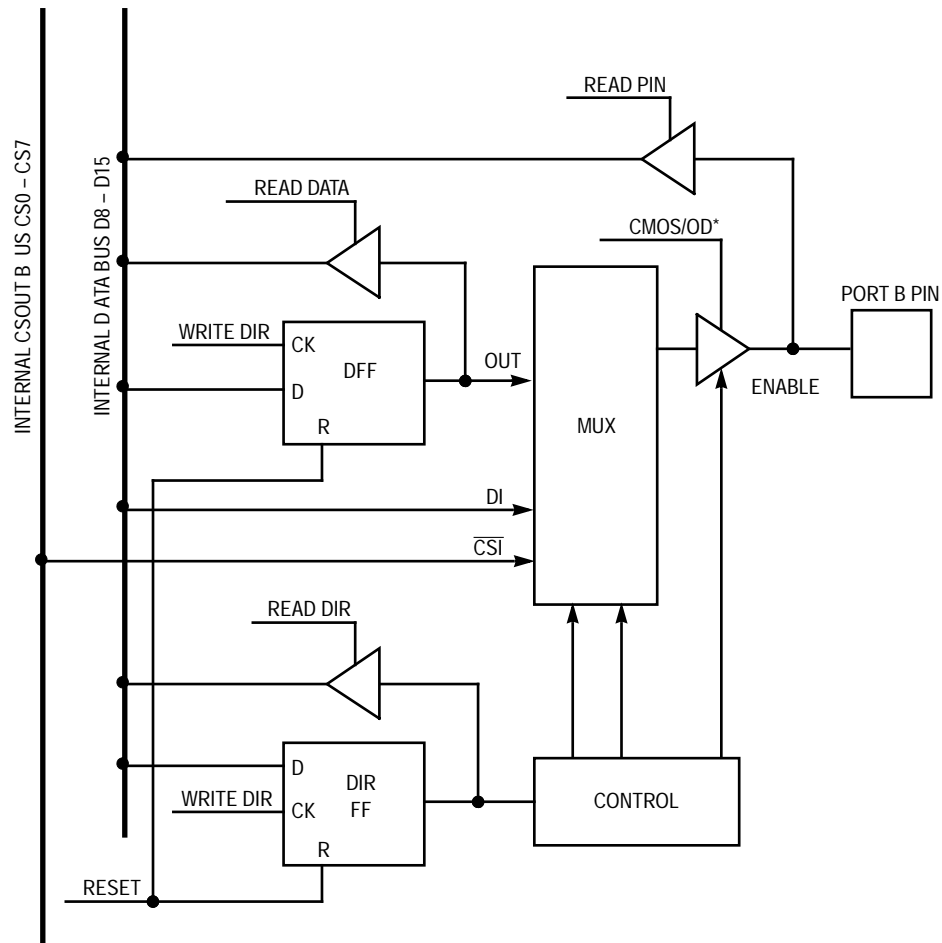 READ PIN
READ DATA
CMOS/OD*
PORT B PIN
INTERNAL CSOUT B US CS0 – CS7
INTERNAL D ATA BUS D8 – D15
WRITE DIR
CK
DFF
D
R
OUT
MUX
ENABLE
DI
CSI
READ DIR
D
DIR
FF
WRITE DIR
CK
R
CONTROL
RESET